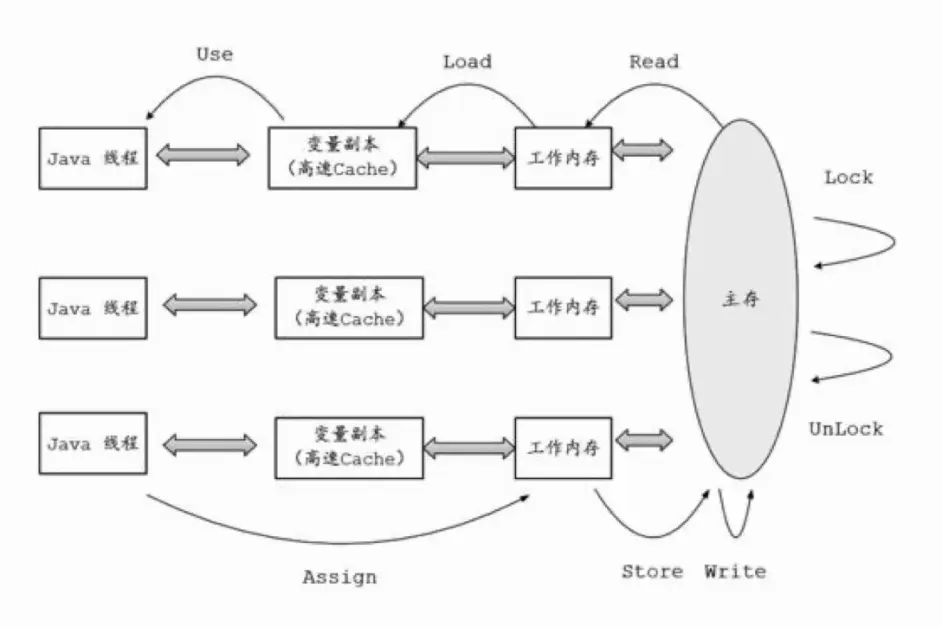 Use
Load
Read
Java 线程
变量副本
(高速Cache)
工作内存
Lock
Java 线程
变量副本
(高速Cache)
工作内存
主存
Java 线程
变量副本
(高速Cache)
工作内存
UnLock
Assign
Store
Write